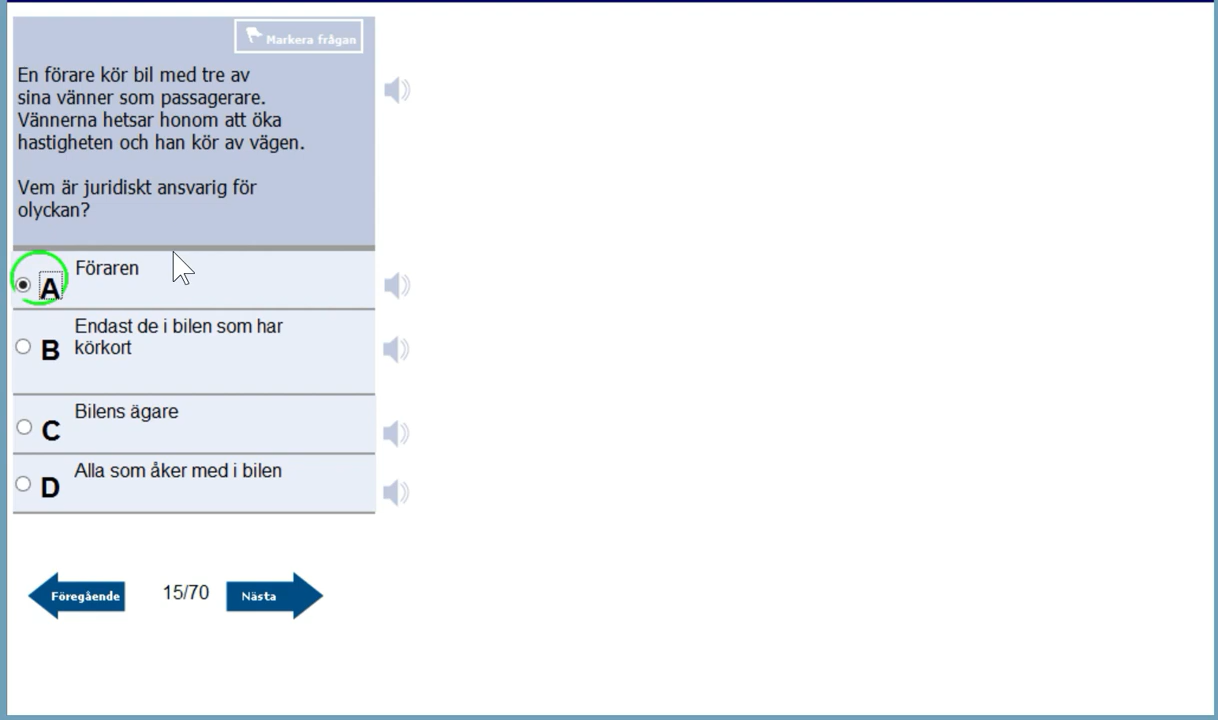 Markera frågan
En förare kör bil med tre av
sina vänner som passagerare.
Vännerna hetsar honom att öka
hastigheten och han kör av vägen.
Vem är juridiskt ansvarig för
olyckan?
A Föraren
B Endast de i bilen som har
körkort
C Bilens ägare
D Alla som åker med i bilen
Föregående 15/70 Nästa